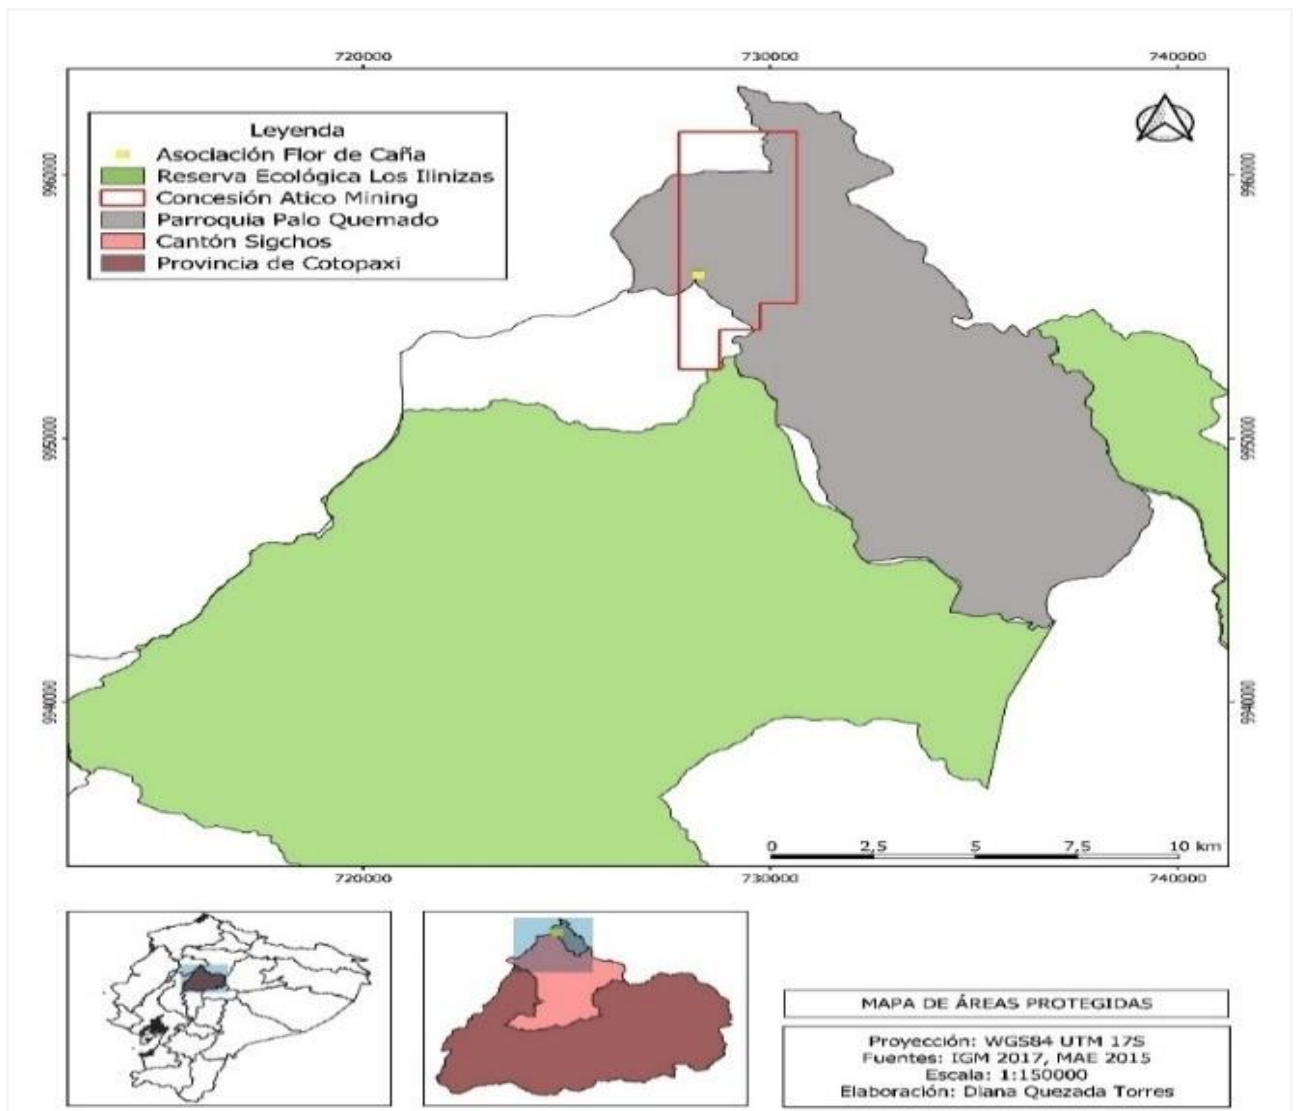 720000
730000
740000
Leyenda
Asociación Flor de Caña
Reserva Ecológica Los Ilinizas
Concesión Atico Mining
Parroquia Palo Quemado
Cantón Sigchos
Provincia de Cotopaxi
9960000
9960000
9950000
9950000
9940000
9940000
0 2,5 5 7,5 10 km
720000
730000
740000
MAPA DE ÁREAS PROTEGIDAS
Proyección: WGS84 UTM 17S
Fuentes: IGM 2017, MAE 2015
Escala: 1:150000
Elaboración: Diana Quezada Torres